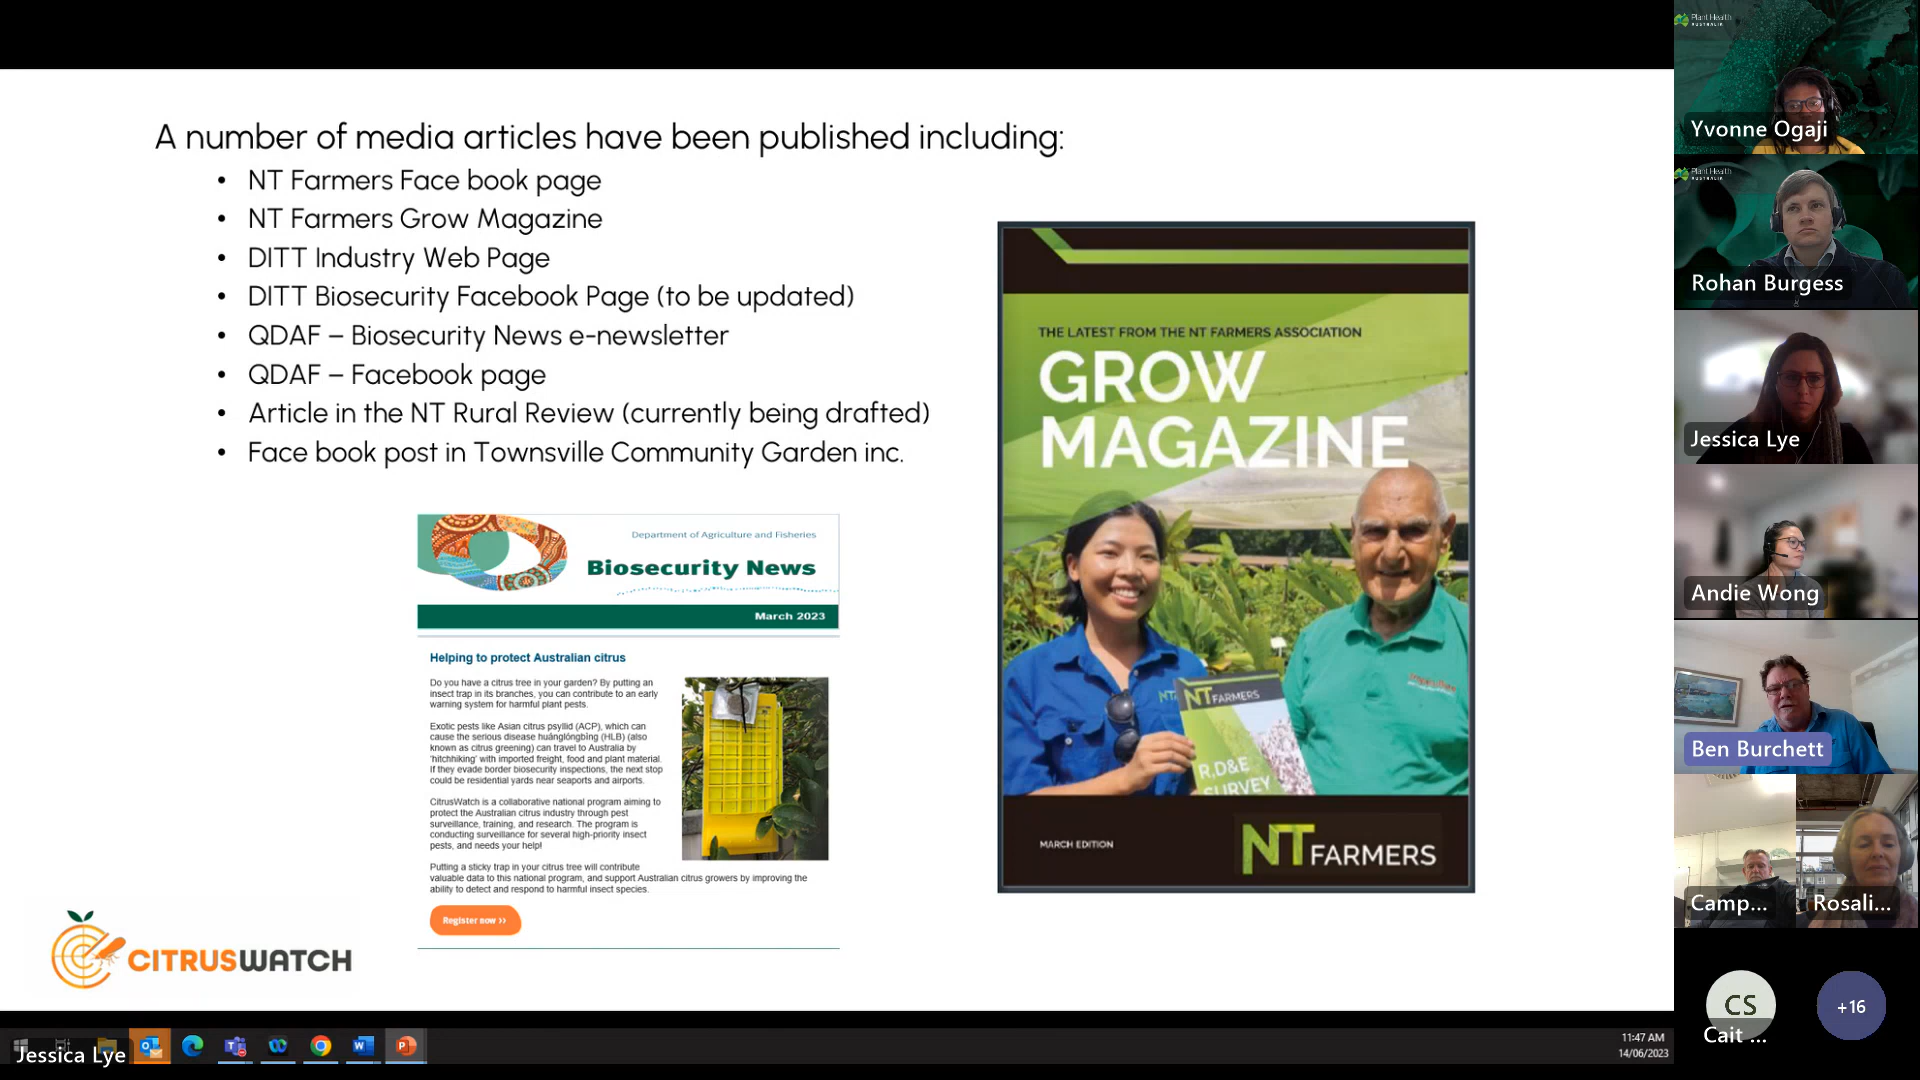 A number of media articles have been published including:
• NT Farmers Face book page
• NT Farmers Grow Magazine
• DITT Industry Web Page
• DITT Biosecurity Facebook Page (to be updated)
• QDAF – Biosecurity News e-newsletter
• QDAF – Facebook page
• Article in the NT Rural Review (currently being drafted)
• Face book post in Townsville Community Garden inc.
Department of Agriculture and Fisheries
Biosecurity News
March 2023
Helping to protect Australian citrus
Do you have a citrus tree in your garden? By putting an
insect trap in its branches, you can contribute to an early
warning system for harmful plant pests.
Exotic pests like Asian citrus psyllid (ACP), which can
cause the serious disease huánglóngbìng (HLB) (also
known as citrus greening) can travel to Australia by
'hitchhiking' with imported freight, food and plant material.
If they evade border biosecurity inspections, the next stop
could be residential yards near seaports and airports.
CitrusWatch is a collaborative national program aiming to
protect the Australian citrus industry through pest
surveillance, training, and research. The program is
conducting surveillance for several high-priority insect
pests, and needs your help!
Putting a sticky trap in your citrus tree will contribute
valuable data to this national program, and support Australian citrus growers by improving the
ability to detect and respond to harmful insect species.
Register now >>
CITRUSWATCH
THE LATEST FROM THE NT FARMERS ASSOCIATION
GROW
MAGAZINE
NT FARMERS
R,D&E
SURVEY
MARCH EDITION
NT FARMERS
Plant Health
AUSTRALIA
Yvonne Ogaji
Plant Health
AUSTRALIA
Rohan Burgess
Jessica Lye
Andie Wong
Ben Burchett
Camp...
Rosali...
CS
Cait ...
+16
Jessica Lye
11:47 AM
14/06/2023